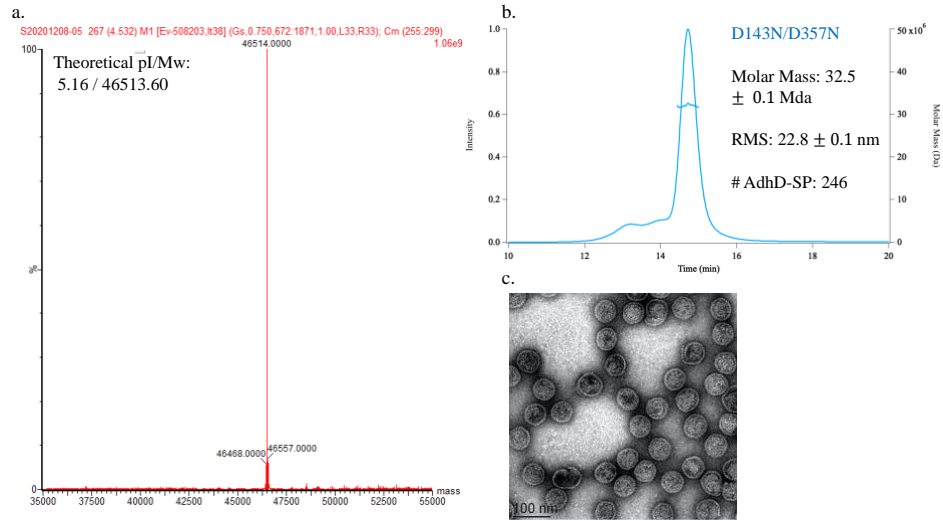 a.
S20201208-05 267 (4.532) M1 [Ev-508203,It38] (Gs,0.750,672:1871,1.00,L33,R33); Cm (255:299)
1.06e9
46514.0000
100
Theoretical pI/Mw:
5.16 / 46513.60
%
46468.0000
46557.0000
0
35000 37500 40000 42500 45000 47500 50000 52500 55000
mass
b.
D143N/D357N
Molar Mass: 32.5
± 0.1 Mda
RMS: 22.8 ± 0.1 nm
# AdhD-SP: 246
1.0
0.8
0.6
0.4
0.2
0.0
Intensity
50 x10⁶
40
30
20
10
0
Molar Mass (Da)
10 12 14 16 18 20
Time (min)
c.
100 nm